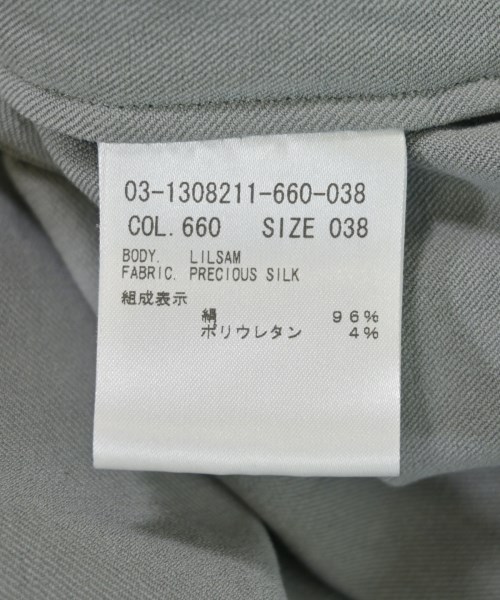 03-1308211-660-038
COL. 660 SIZE 038
BODY. LILSAM
FABRIC. PRECIOUS SILK
組成表示
絹 96%
ポリウレタン 4%